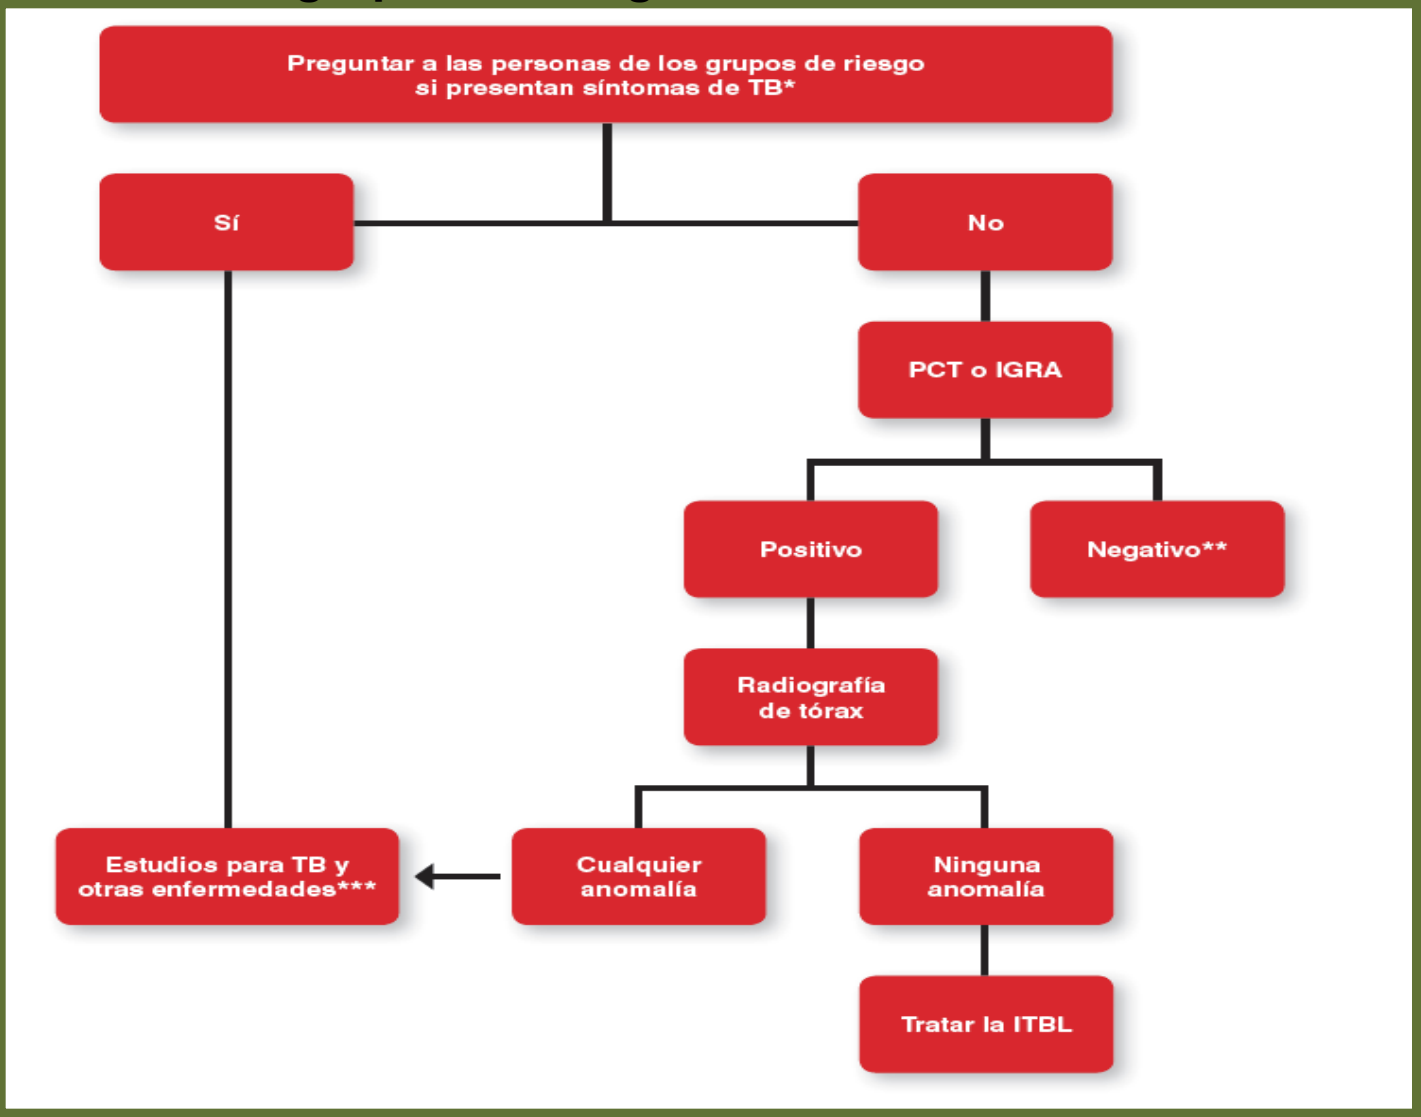 Preguntar a las personas de los grupos de riesgo
si presentan síntomas de TB*
Sí
No
PCT o IGRA
Positivo
Negativo**
Radiografía
de tórax
Estudios para TB y
otras enfermedades***
Cualquier
anomalía
Ninguna
anomalía
Tratar la ITBL